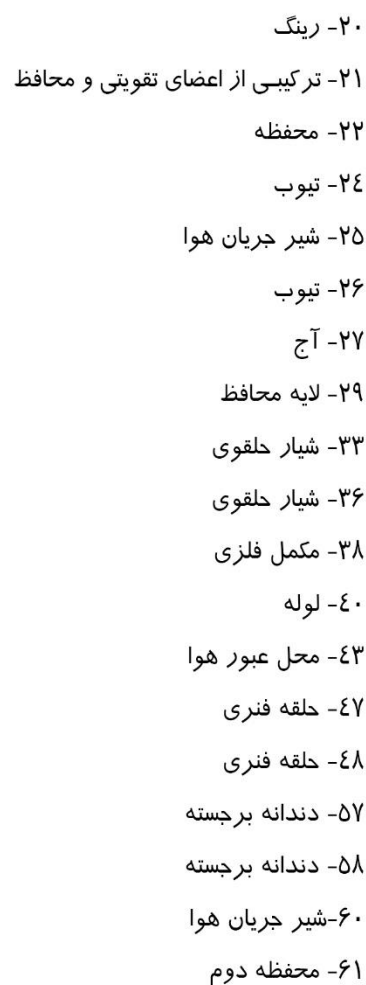 ۲۰- رینگ
۲۱- ترکیبی از اعضای تقویتی و محافظ
۲۲- محفظه
۲٤- تیوب
۲۵- شیر جریان هوا
۲۶- تیوب
۲۷- آج
۲۹- لایه محافظ
۳۳- شیار حلقوی
۳۶- شیار حلقوی
۳۸- مکمل فلزی
٤۰- لوله
٤۳- محل عبور هوا
٤۷- حلقه فنری
٤۸- حلقه فنری
۵۷- دندانه برجسته
۵۸- دندانه برجسته
۶۰-شیر جریان هوا
۶۱- محفظه دوم